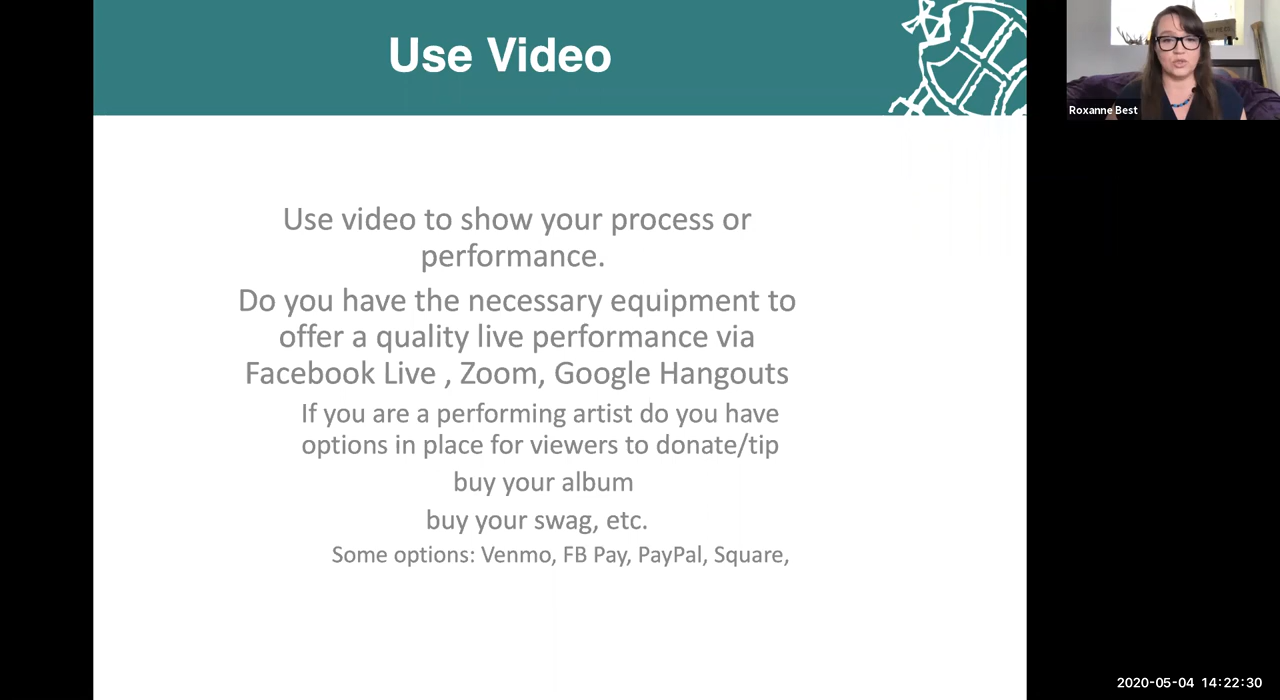 Use Video
Roxanne Best
Use video to show your process or
performance.
Do you have the necessary equipment to
offer a quality live performance via
Facebook Live , Zoom, Google Hangouts
If you are a performing artist do you have
options in place for viewers to donate/tip
buy your album
buy your swag, etc.
Some options: Venmo, FB Pay, PayPal, Square,
2020-05-04 14:22:30